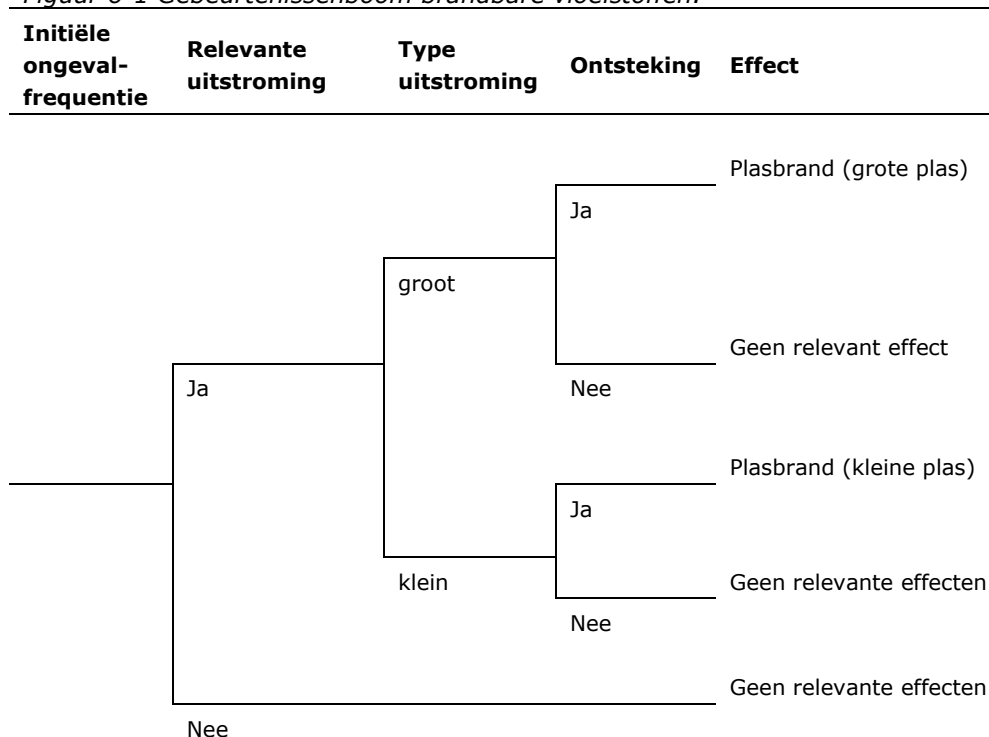 Initiële
ongeval-
frequentie
Relevante
uitstroming
Type
uitstroming
Ontsteking
Effect
Plasbrand (grote plas)
Ja
groot
Geen relevant effect
Ja
Nee
Plasbrand (kleine plas)
Ja
klein
Geen relevante effecten
Nee
Geen relevante effecten
Nee